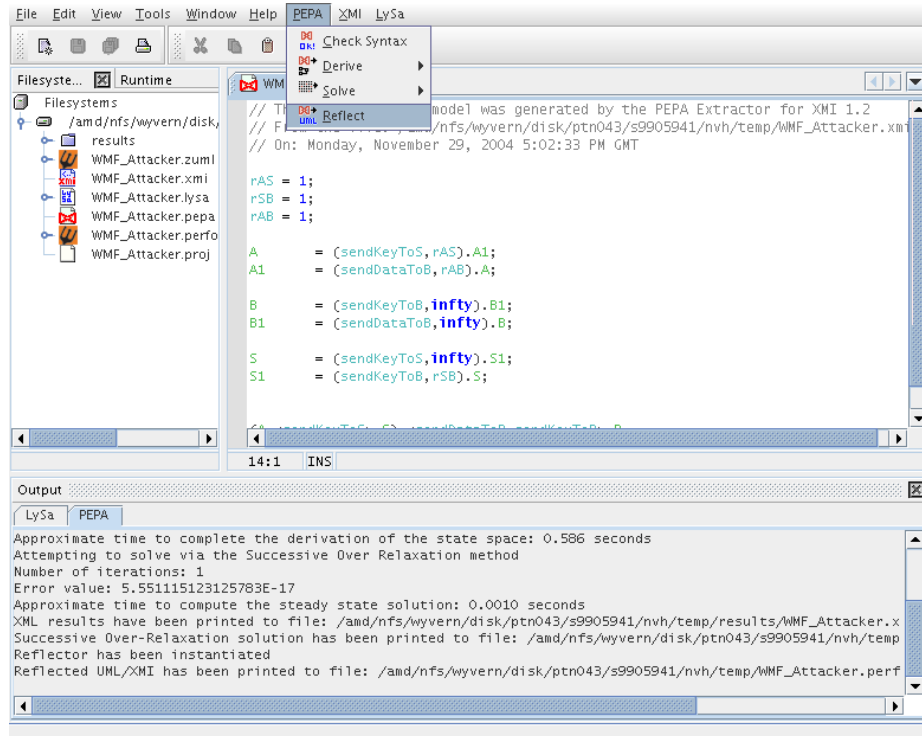 File Edit View Tools Window Help PEPA XMI LySa
Check Syntax
Derive
Solve
Reflect
Filesyste... Runtime
WM
Filesystems
/amd/nfs/wyvern/disk/
results
WMF_Attacker.zuml
WMF_Attacker.xmi
WMF_Attacker.lysa
WMF_Attacker.pepa
WMF_Attacker.perfo
WMF_Attacker.proj
// Th model was generated by the PEPA Extractor for XMI 1.2
// /nfs/wyvern/disk/ptn043/s9905941/nvh/temp/WMF_Attacker.xmi
// On: Monday, November 29, 2004 5:02:33 PM GMT
rAS = 1;
rSB = 1;
rAB = 1;
A = (sendKeyToS,rAS).A1;
A1 = (sendDataToB,rAB).A;
B = (sendKeyToB,infty).B1;
B1 = (sendDataToB,infty).B;
S = (sendKeyToS,infty).S1;
S1 = (sendKeyToB,rSB).S;
14:1 INS
Output
LySa PEPA
Approximate time to complete the derivation of the state space: 0.586 seconds
Attempting to solve via the Successive Over Relaxation method
Number of iterations: 1
Error value: 5.551115123125783E-17
Approximate time to compute the steady state solution: 0.0010 seconds
XML results have been printed to file: /amd/nfs/wyvern/disk/ptn043/s9905941/nvh/temp/results/WMF_Attacker.x
Successive Over-Relaxation solution has been printed to file: /amd/nfs/wyvern/disk/ptn043/s9905941/nvh/temp
Reflector has been instantiated
Reflected UML/XMI has been printed to file: /amd/nfs/wyvern/disk/ptn043/s9905941/nvh/temp/WMF_Attacker.perf